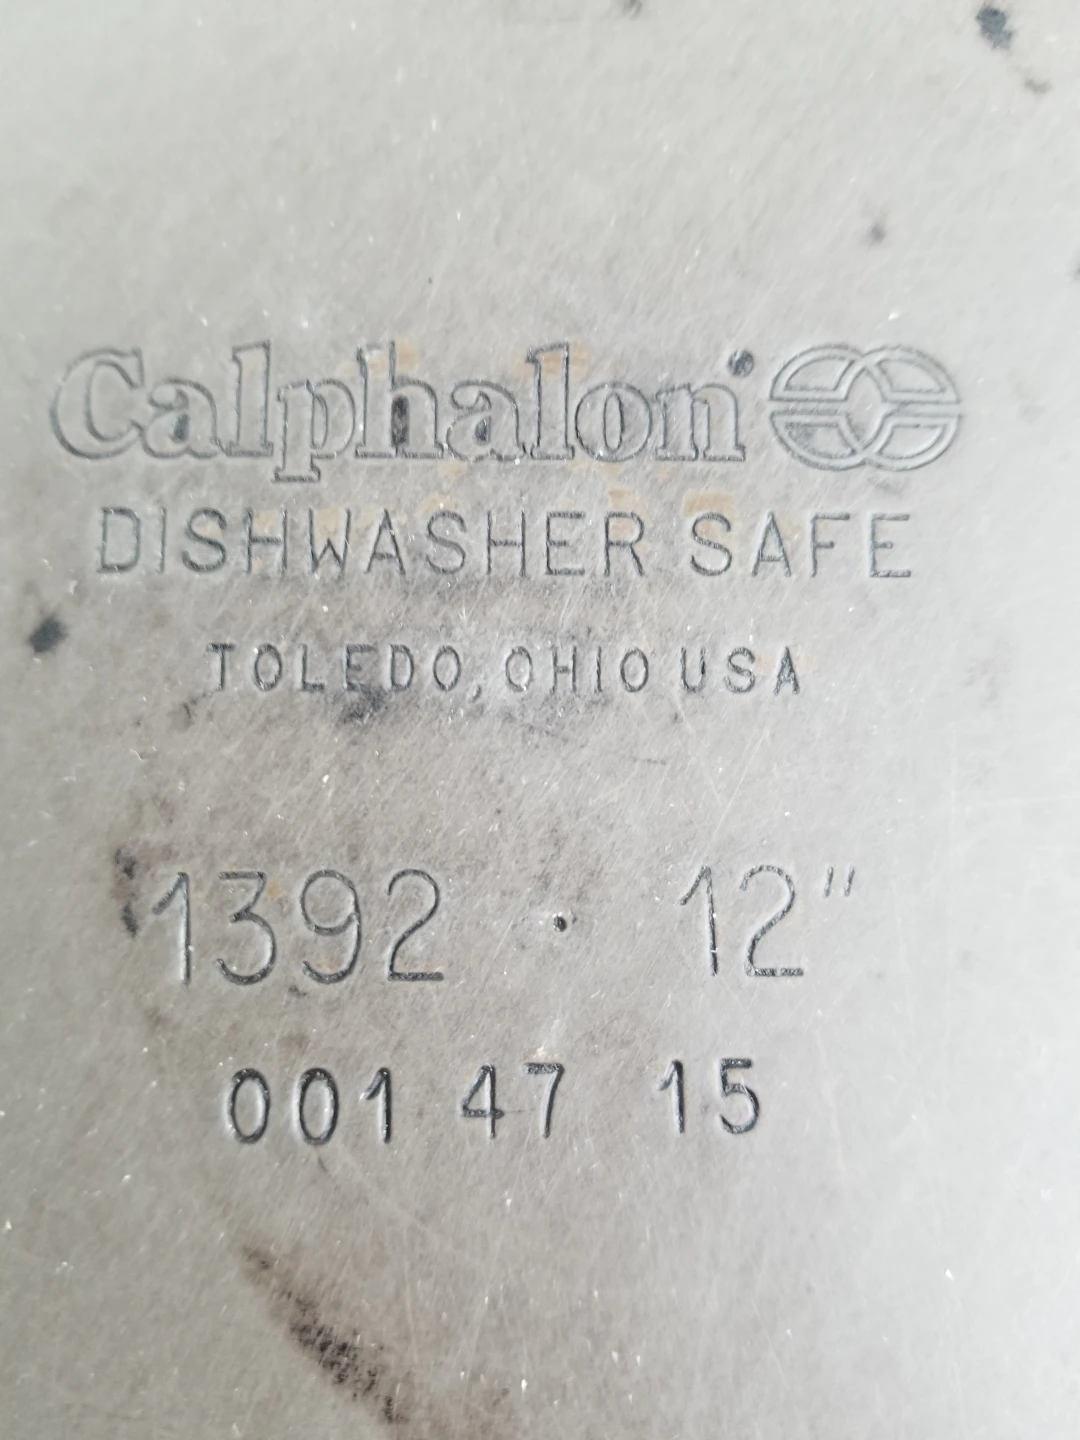 Calphalon
DISHWASHER SAFE
TOLEDO, OHIO USA
1392 · 12"
001 47 15